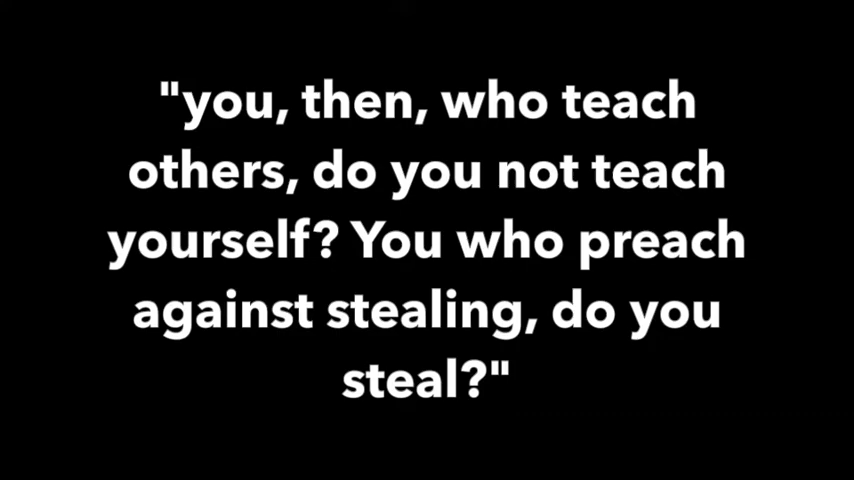 "you, then, who teach
others, do you not teach
yourself? You who preach
against stealing, do you
steal?"